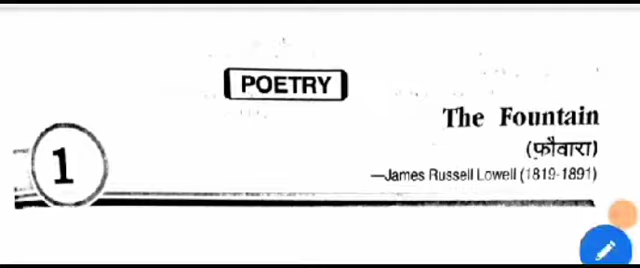 POETRY
The Fountain
(फ़ौवारा)
1
—James Russell Lowell (1819-1891)